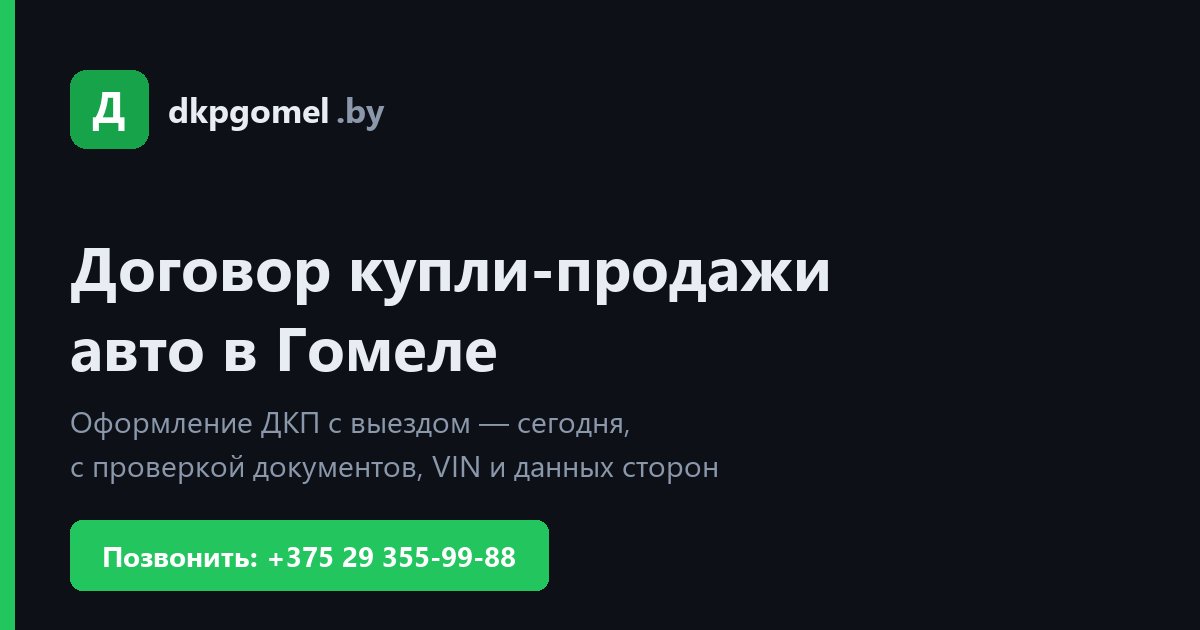 Д
dkpgomel.by
Договор купли-продажи
авто в Гомеле
Оформление ДКП с выездом — сегодня,
с проверкой документов, VIN и данных сторон
Позвонить: +375 29 355-99-88